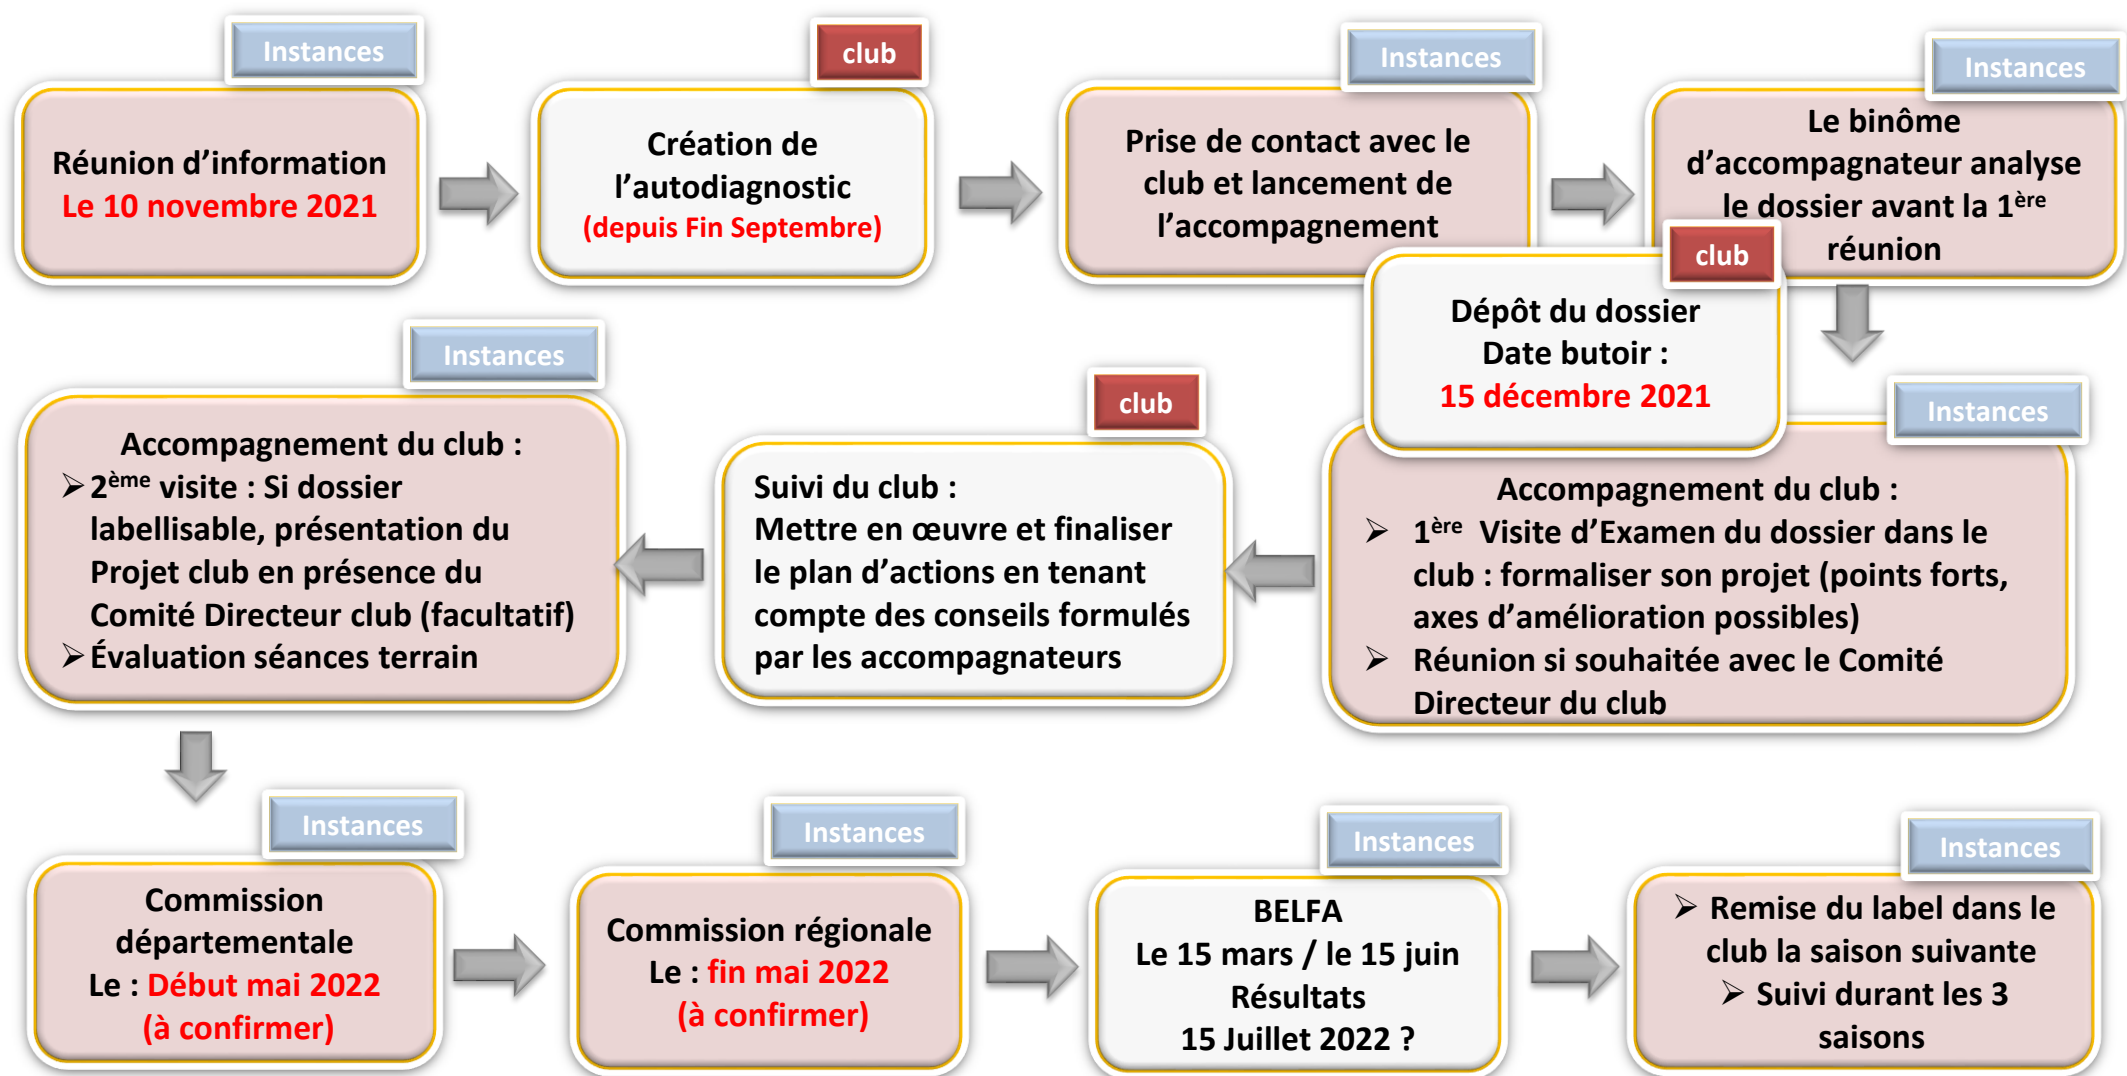 Instances
Réunion d’information
Le 10 novembre 2021
club
Création de
l’autodiagnostic
(depuis Fin Septembre)
Instances
Prise de contact avec le
club et lancement de
l’accompagnement
Instances
Le binôme
d’accompagnateur analyse
le dossier avant la 1ère
réunion
club
Dépôt du dossier
Date butoir :
15 décembre 2021
Instances
Accompagnement du club :
➢ 1ère Visite d’Examen du dossier dans le
club : formaliser son projet (points forts,
axes d’amélioration possibles)
➢ Réunion si souhaitée avec le Comité
Directeur du club
club
Suivi du club :
Mettre en œuvre et finaliser
le plan d’actions en tenant
compte des conseils formulés
par les accompagnateurs
Instances
Accompagnement du club :
➢ 2ème visite : Si dossier
labellisable, présentation du
Projet club en présence du
Comité Directeur club (facultatif)
➢ Évaluation séances terrain
Instances
Commission
départementale
Le : Début mai 2022
(à confirmer)
Instances
Commission régionale
Le : fin mai 2022
(à confirmer)
Instances
BELFA
Le 15 mars / le 15 juin
Résultats
15 Juillet 2022 ?
Instances
➢ Remise du label dans le
club la saison suivante
➢ Suivi durant les 3
saisons